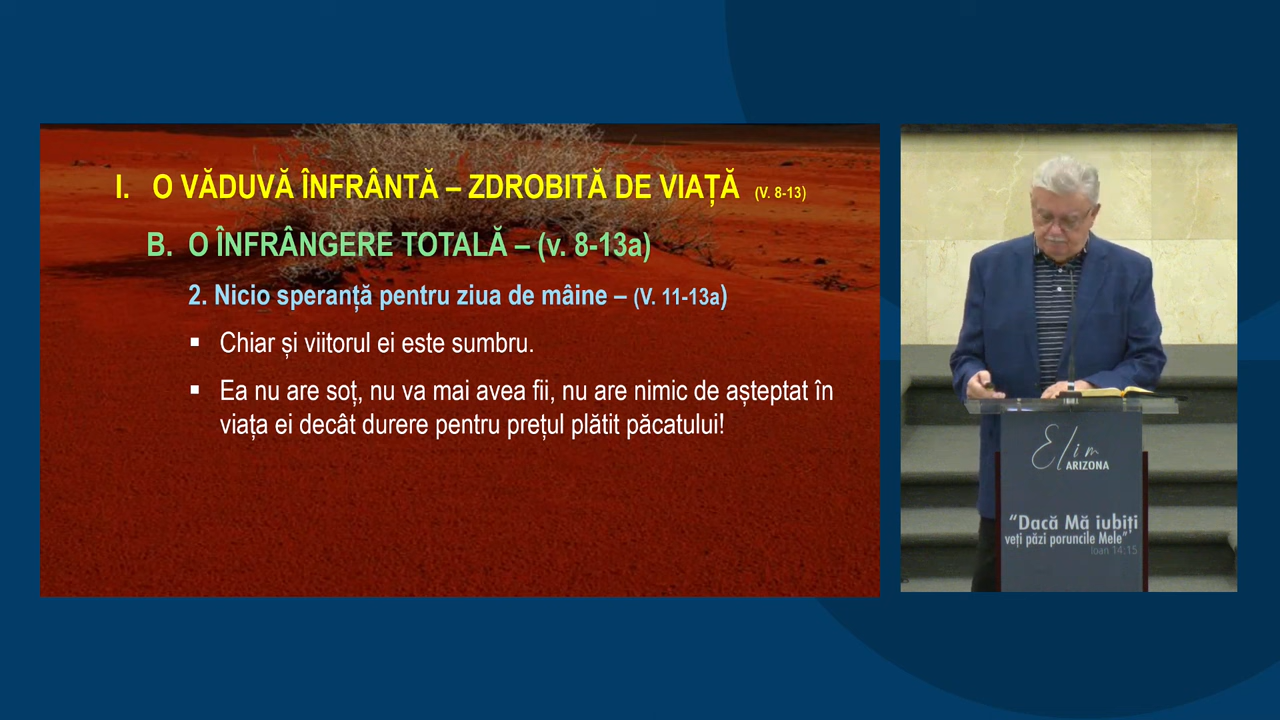 I. O VĂDUVĂ ÎNFRÂNTĂ – ZDROBITĂ DE VIAȚĂ (V. 8-13)
B. O ÎNFRÂNGERE TOTALĂ – (v. 8-13a)
2. Nicio speranță pentru ziua de mâine – (V. 11-13a)
▪ Chiar și viitorul ei este sumbru.
▪ Ea nu are soț, nu va mai avea fii, nu are nimic de așteptat în
viața ei decât durere pentru prețul plătit păcatului!
Elim
ARIZONA
“Dacă Mă iubiți
veți păzi poruncile Mele”
Ioan 14:15